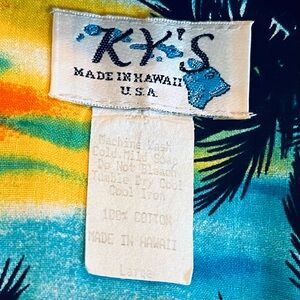 KY'S
MADE IN HAWAII
U.S.A.
Machine Wash
Cold Mild Soap
Do Not Bleach
Tumble Dry Cool
Cool Iron
100% COTTON
MADE IN HAWAII
Large